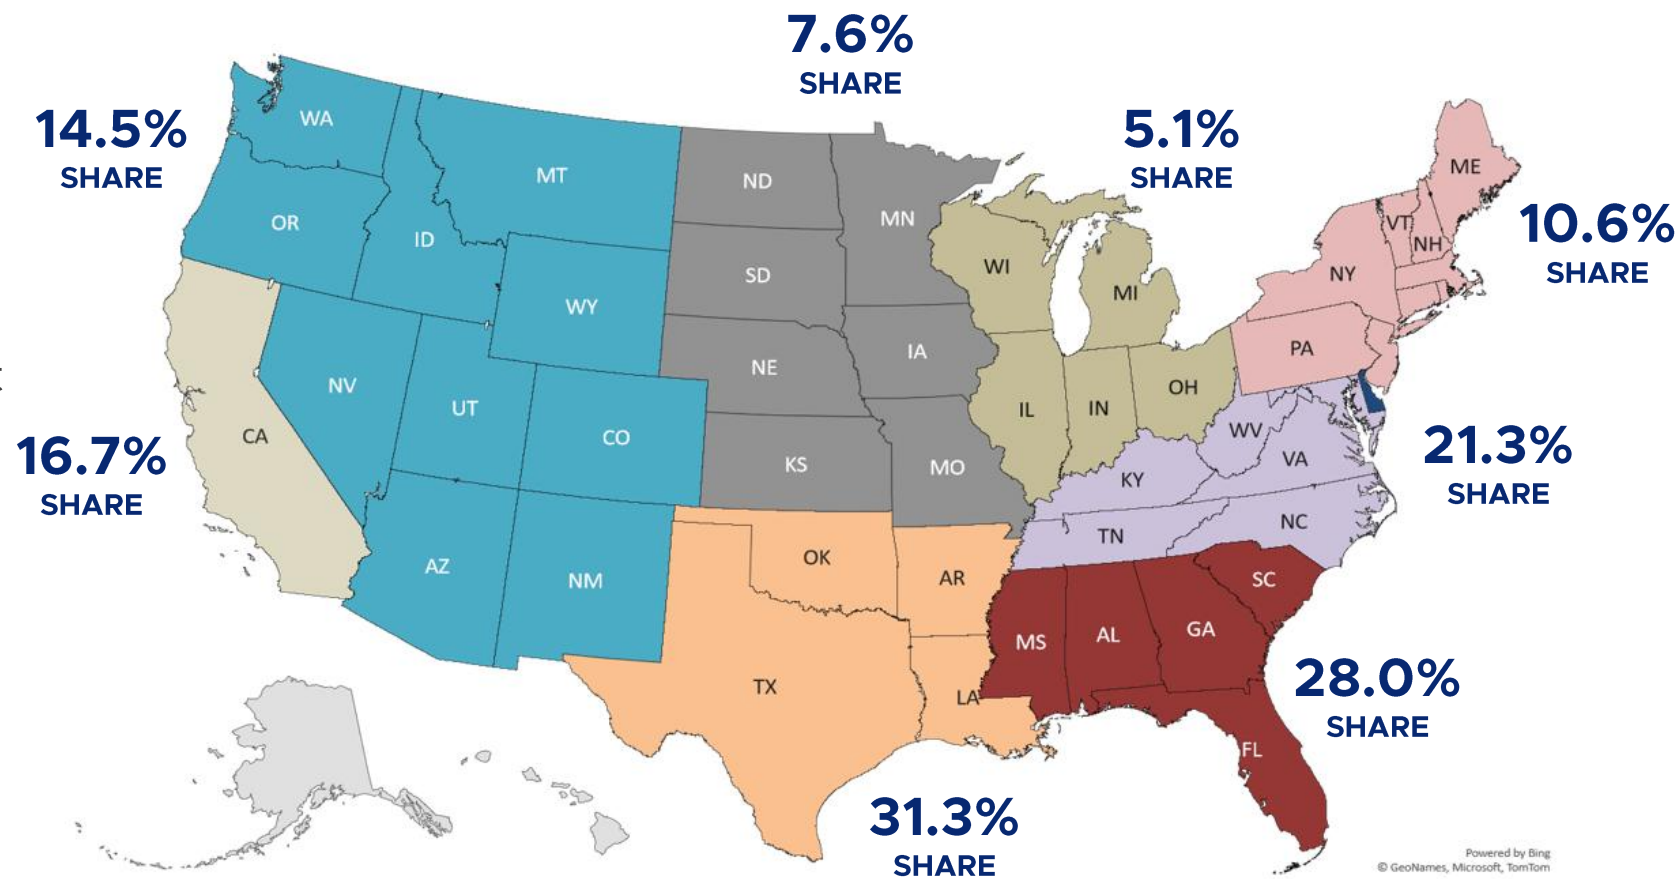 7.6%
SHARE
14.5%
SHARE
5.1%
SHARE
10.6%
SHARE
16.7%
SHARE
21.3%
SHARE
28.0%
SHARE
31.3%
SHARE
WA
MT
ND
MN
ME
VT
NH
OR
ID
SD
WI
MI
NY
WY
NE
IA
PA
NV
UT
CO
KS
MO
IL
IN
OH
WV
VA
KY
CA
AZ
NM
OK
AR
TN
NC
SC
TX
LA
MS
AL
GA
FL
Powered by Bing
© GeoNames, Microsoft, TomTom